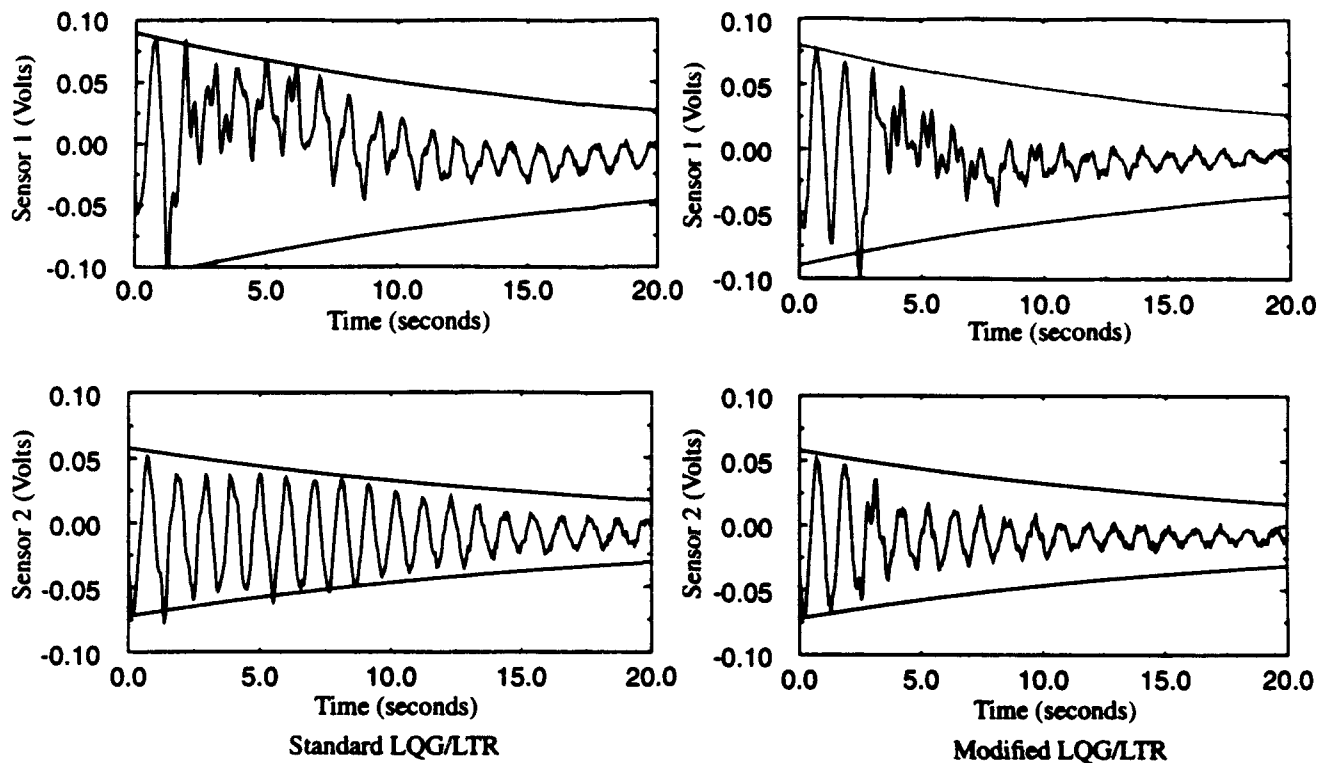 0.10
0.05
0.00
-0.05
-0.10
Sensor 1 (Volts)
0.0 5.0 10.0 15.0 20.0
Time (seconds)
0.10
0.05
0.00
-0.05
-0.10
Sensor 1 (Volts)
0.0 5.0 10.0 15.0 20.0
Time (seconds)
0.10
0.05
0.00
-0.05
-0.10
Sensor 2 (Volts)
0.0 5.0 10.0 15.0 20.0
Time (seconds)
Standard LQG/LTR
0.10
0.05
0.00
-0.05
-0.10
Sensor 2 (Volts)
0.0 5.0 10.0 15.0 20.0
Time (seconds)
Modified LQG/LTR